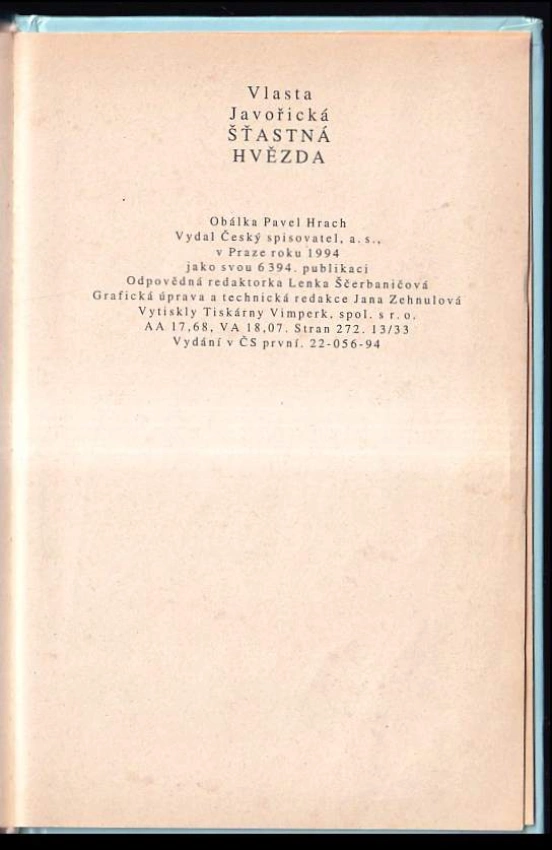 Vlasta
Javořická
ŠŤASTNÁ
HVĚZDA
Obálka Pavel Hrach
Vydal Český spisovatel, a. s.,
v Praze roku 1994
jako svou 6 394. publikaci
Odpovědná redaktorka Lenka Ščerbaničová
Grafická úprava a technická redakce Jana Zehnulová
Vytiskly Tiskárny Vimperk, spol. s r. o.
AA 17,68, VA 18,07. Stran 272. 13/33
Vydání v ČS první. 22-056-94